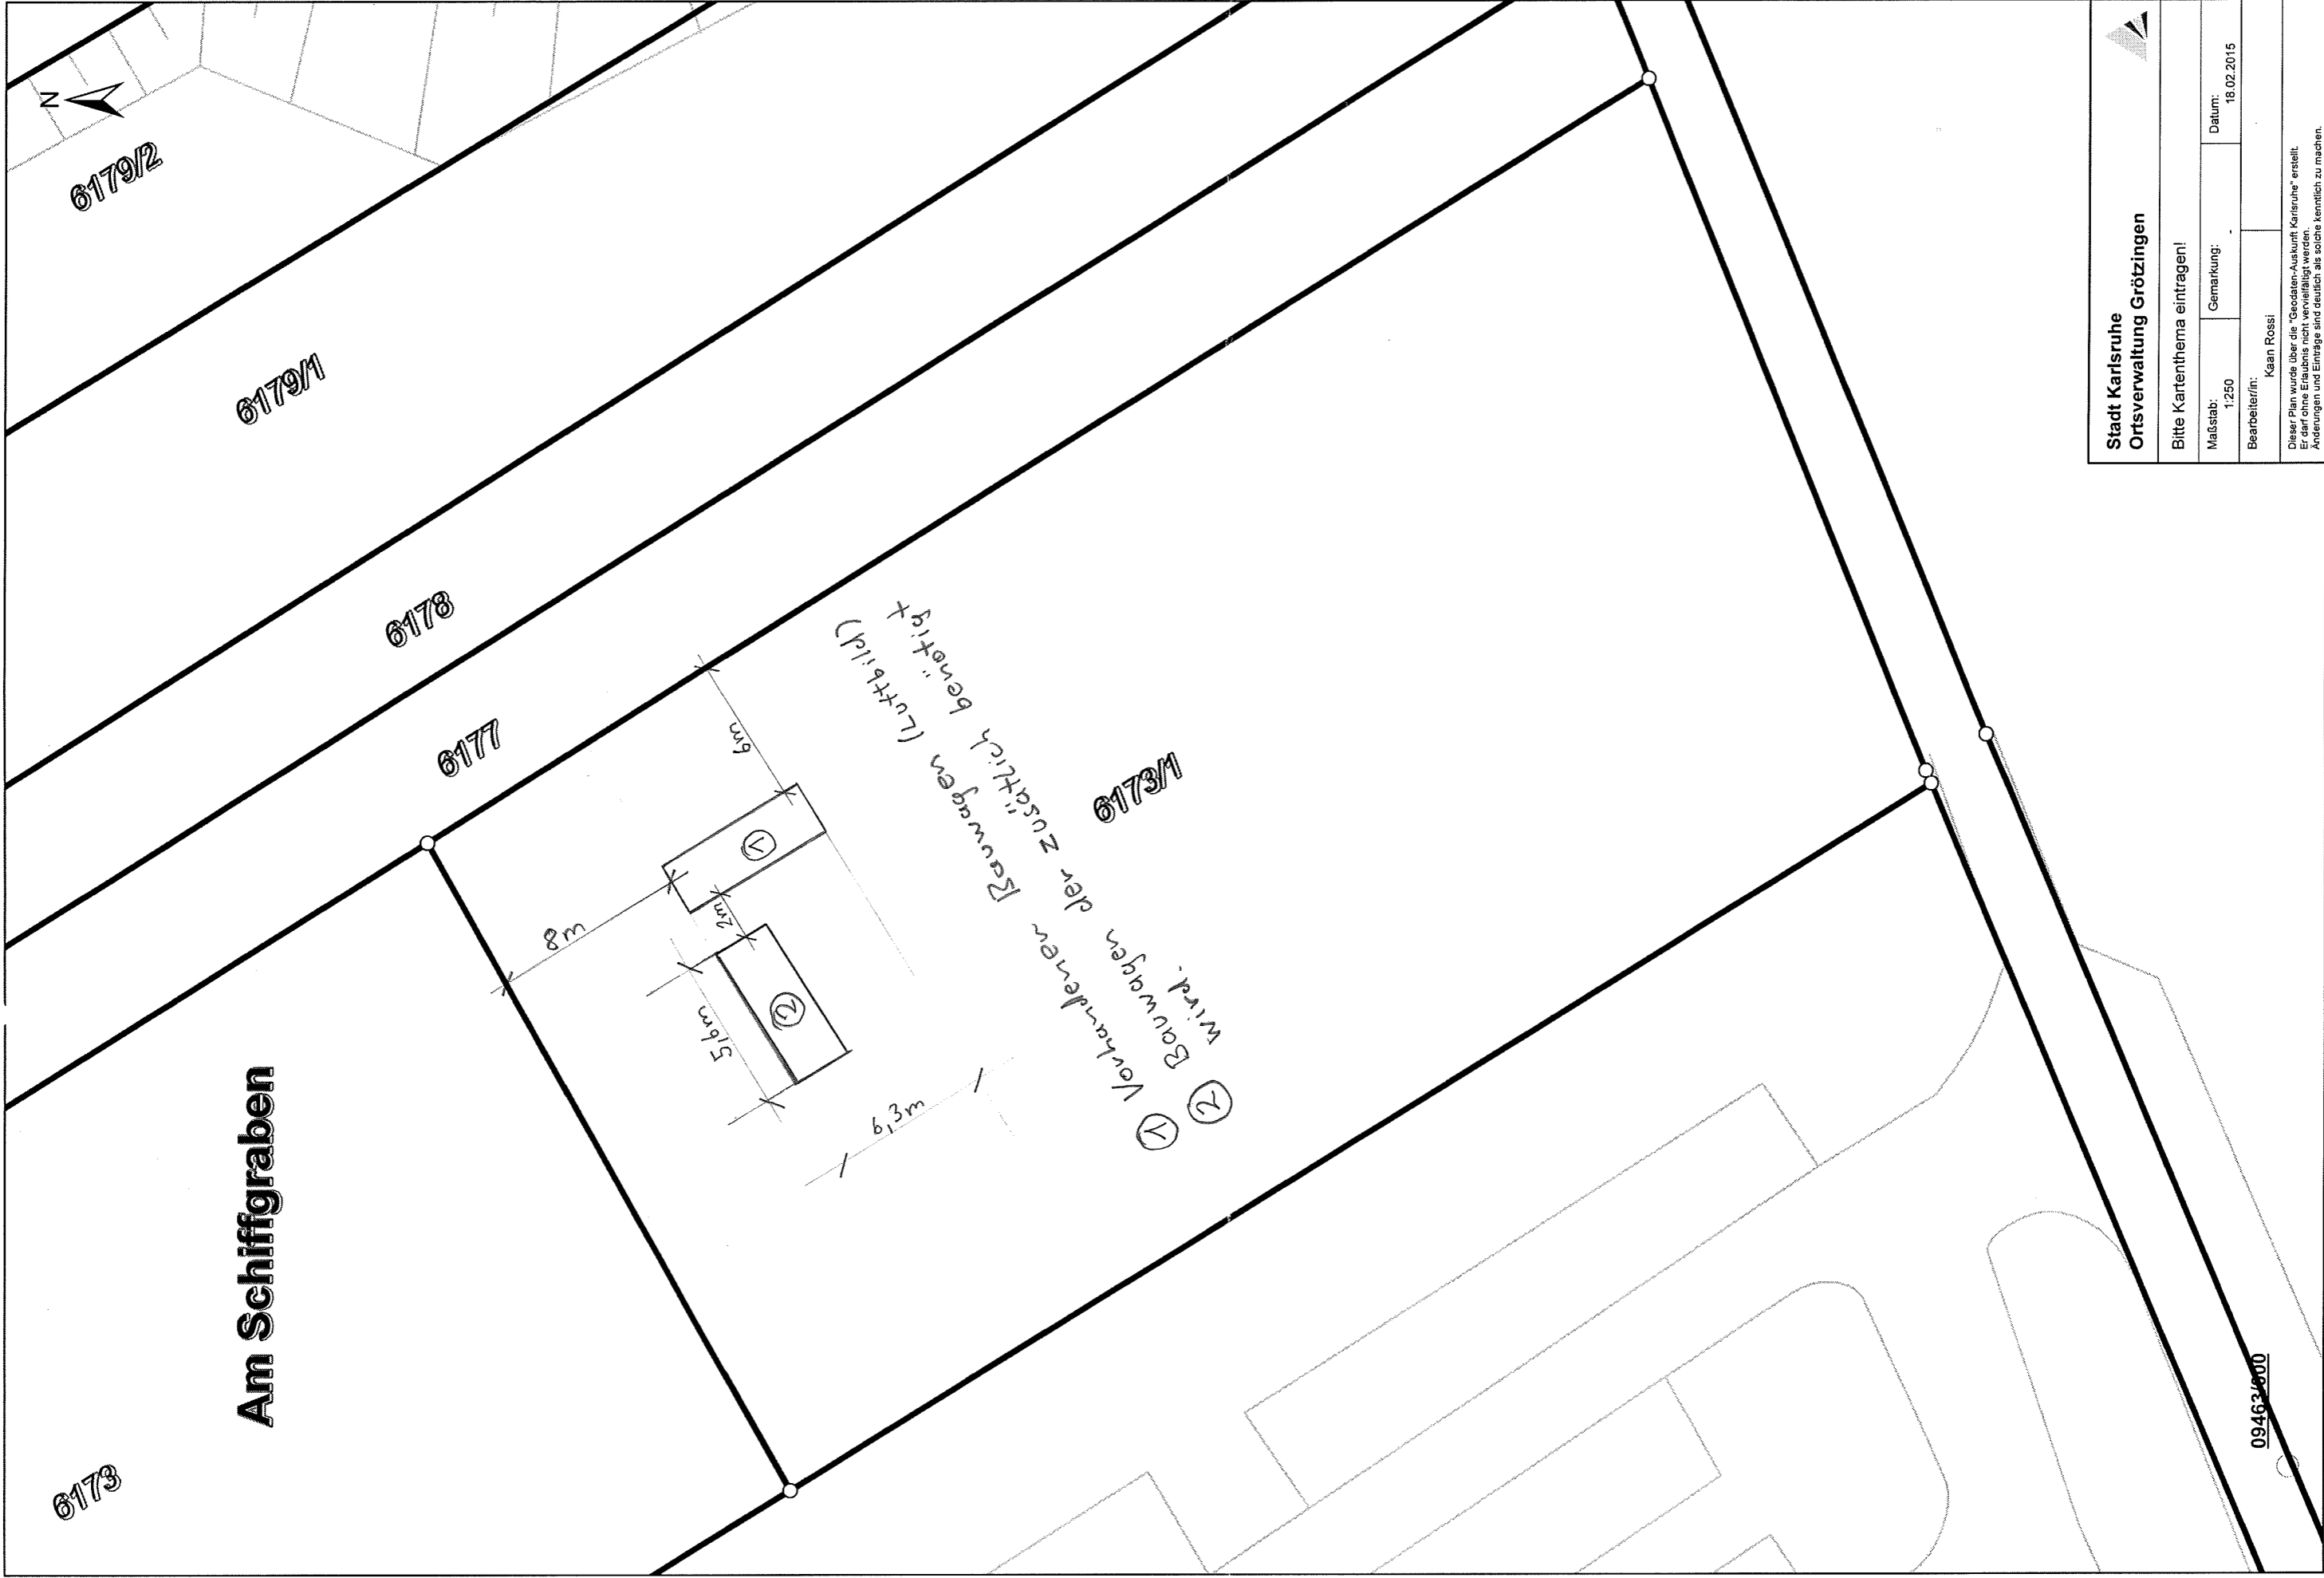 N
6179/2
6179/1
6178
6177
6173/1
6173
Am Schiffgraben
8m
6m
2m
5,6m
6,3m
1
2
① Vorhandenen Bauwagen (Luftbild)
② Bauwagen der zusätlich benötigt
wird.
09463/000
Stadt Karlsruhe
Ortsverwaltung Grötzingen
Bitte Kartenthema eintragen!
Maßstab:
1:250
Gemarkung:
-
Datum:
18.02.2015
Bearbeiter/in:
Kaan Rossi
Dieser Plan wurde über die "Geodaten-Auskunft Karlsruhe" erstellt.
Er darf ohne Erlaubnis nicht vervielfältigt werden.
Änderungen und Einträge sind deutlich als solche kenntlich zu machen.